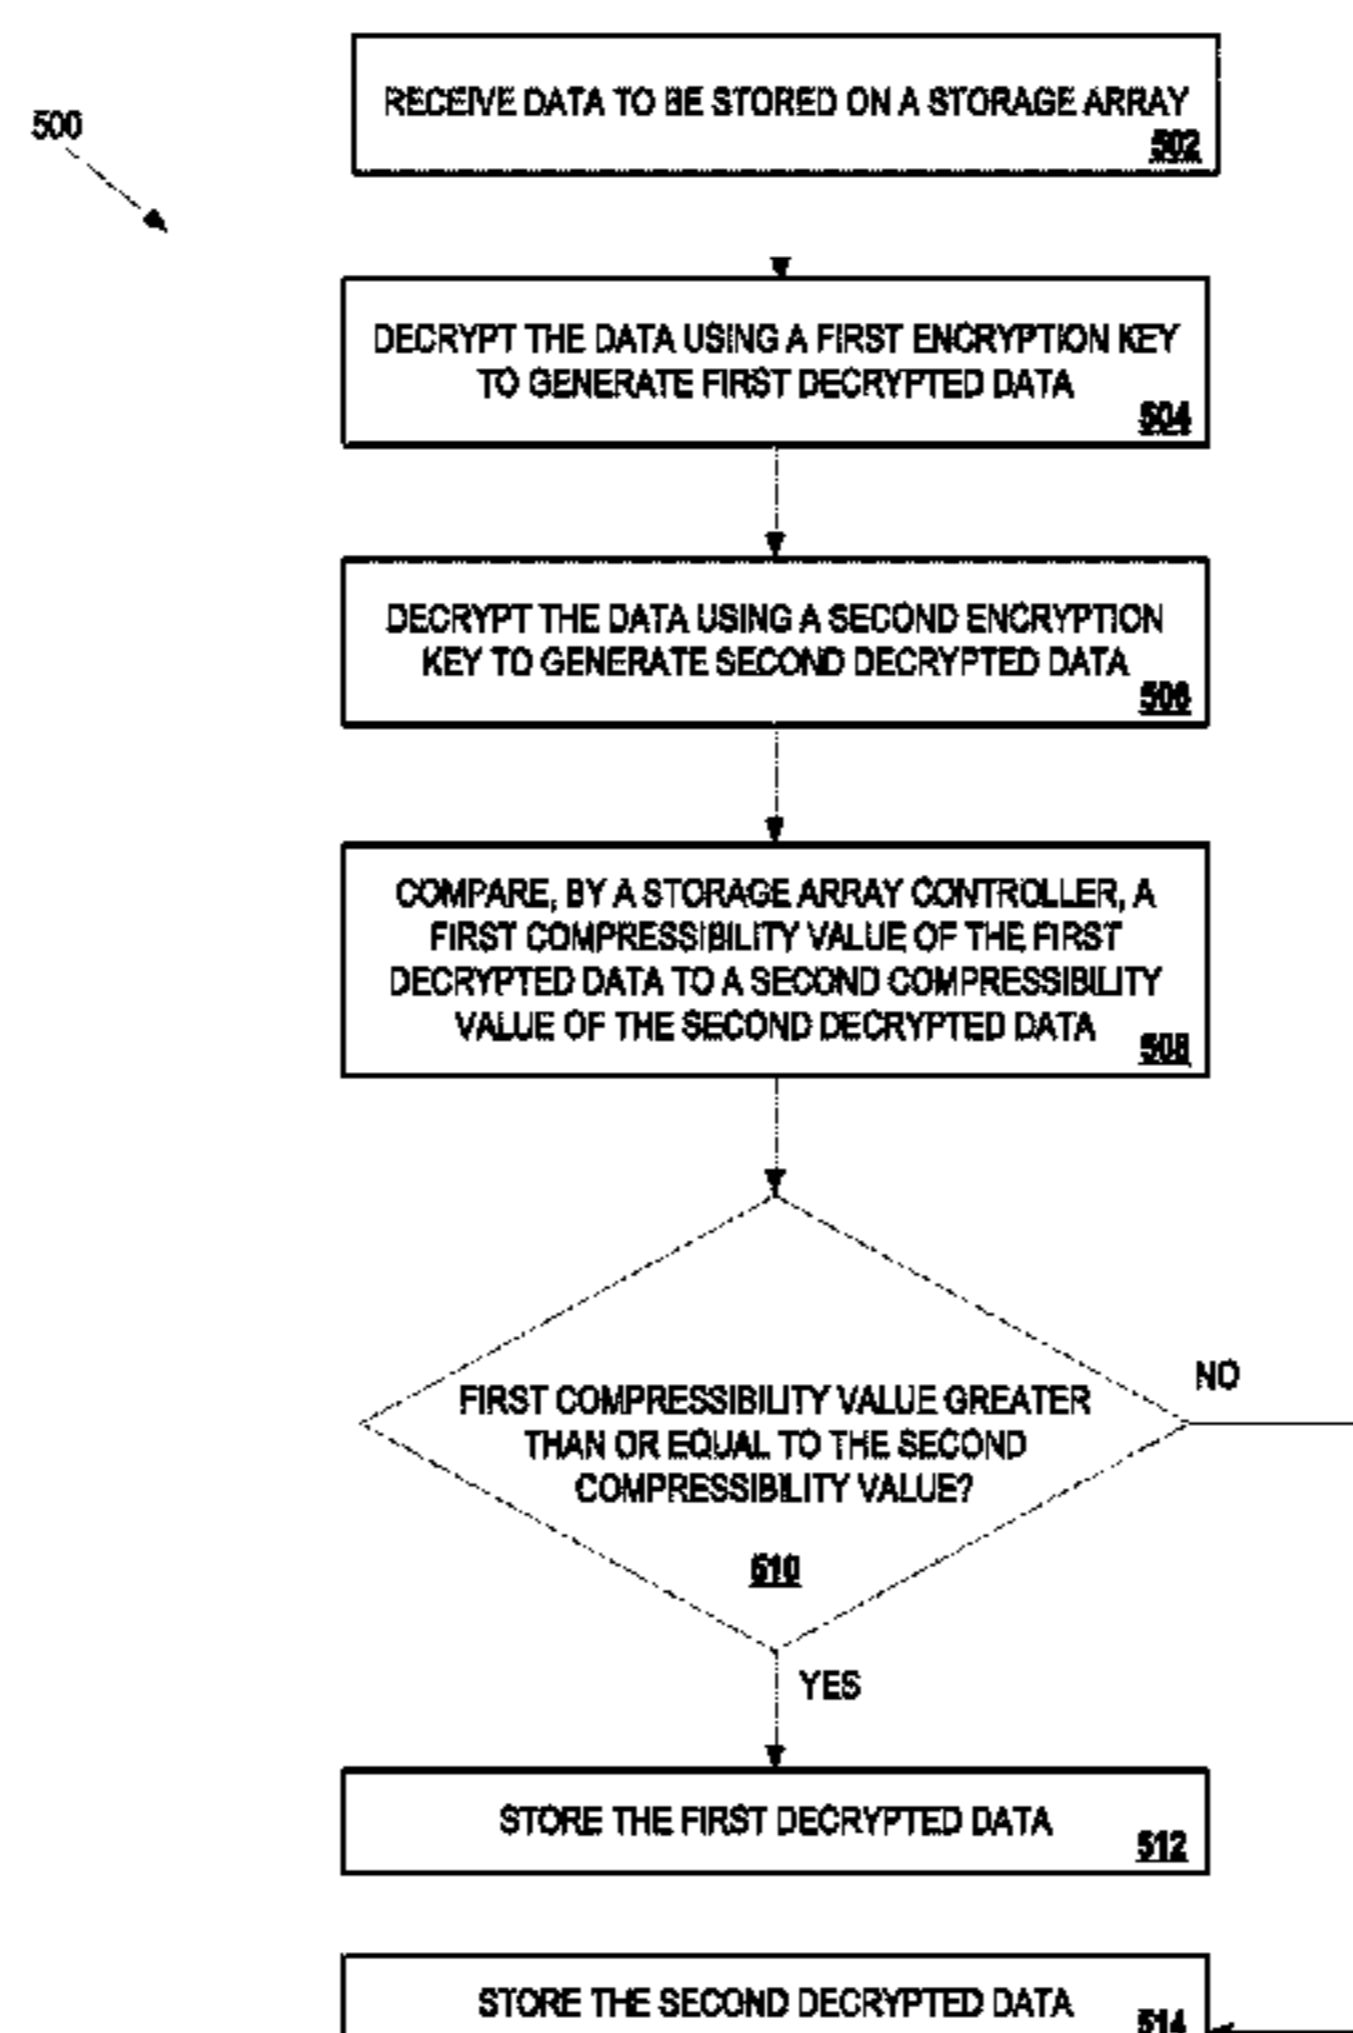 RECEIVE DATA TO BE STORED ON A STORAGE ARRAY
502
500
DECRYPT THE DATA USING A FIRST ENCRYPTION KEY
TO GENERATE FIRST DECRYPTED DATA
504
DECRYPT THE DATA USING A SECOND ENCRYPTION
KEY TO GENERATE SECOND DECRYPTED DATA
506
COMPARE, BY A STORAGE ARRAY CONTROLLER, A
FIRST COMPRESSIBILITY VALUE OF THE FIRST
DECRYPTED DATA TO A SECOND COMPRESSIBILITY
VALUE OF THE SECOND DECRYPTED DATA
508
NO
FIRST COMPRESSIBILITY VALUE GREATER
THAN OR EQUAL TO THE SECOND
COMPRESSIBILITY VALUE?
510
YES
STORE THE FIRST DECRYPTED DATA
512
STORE THE SECOND DECRYPTED DATA
514